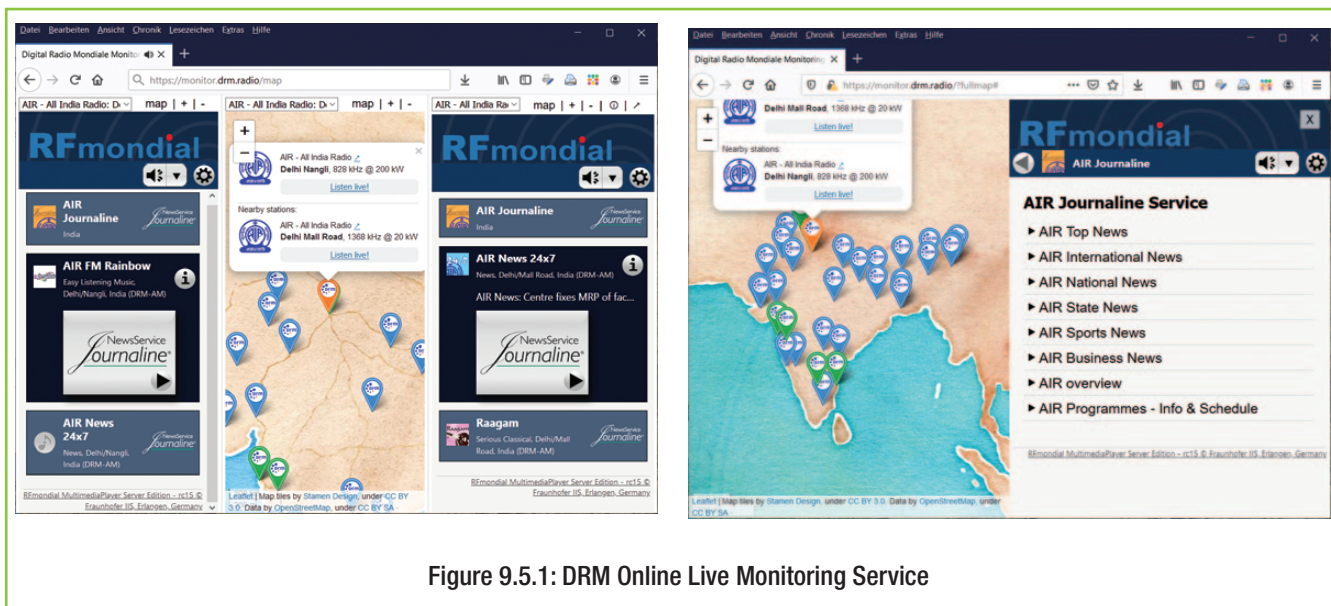 Datei Bearbeiten Ansicht Chronik Lesezeichen Extras Hilfe
Digital Radio Mondiale Monito
https://monitor.drm.radio/map
AIR - All India Radio: D
map | + | -
RFmondial
AIR Journaline
India
NewsService Journaline
AIR FM Rainbow
Easy Listening Music, Delhi/Nangli, India (DRM-AM)
NewsService
Journaline®
AIR News 24x7
News, Delhi/Nangli, India (DRM-AM)
NewsService Journaline
RFmondial MultimediaPlayer Server Edition - rc15 ©
Fraunhofer IIS, Erlangen, Germany
AIR - All India Radio: D
map | + | -
+
−
AIR - All India Radio
Delhi Nangli, 828 kHz @ 200 kW
Listen live!
Nearby stations:
AIR - All India Radio
Delhi Mall Road, 1368 kHz @ 20 kW
Listen live!
Leaflet | Map tiles by Stamen Design, under CC BY
3.0. Data by OpenStreetMap, under CC BY SA
AIR - All India Ra
map | + | - |
RFmondial
AIR Journaline
India
NewsService Journaline
AIR News 24x7
News, Delhi/Mall Road, India (DRM-AM)
AIR News: Centre fixes MRP of fac...
NewsService
Journaline®
Raagam
Serious Classical, Delhi/Mall
Road, India (DRM-AM)
NewsService Journaline
RFmondial MultimediaPlayer Server Edition - rc15 ©
Fraunhofer IIS, Erlangen, Germany
Datei Bearbeiten Ansicht Chronik Lesezeichen Extras Hilfe
Digital Radio Mondiale Monitoring
https://monitor.drm.radio/?fullmap#
+
−
Delhi Mall Road, 1368 kHz @ 20 kW
Listen live!
Nearby stations:
AIR - All India Radio
Delhi Nangli, 828 kHz @ 200 kW
Listen live!
Leaflet | Map tiles by Stamen Design, under CC BY 3.0. Data by OpenStreetMap, under
CC BY SA
RFmondial
X
AIR Journaline
AIR Journaline Service
AIR Top News
AIR International News
AIR National News
AIR State News
AIR Sports News
AIR Business News
AIR overview
AIR Programmes - Info & Schedule
RFmondial MultimediaPlayer Server Edition - rc15 © Fraunhofer IIS, Erlangen, Germany
Figure 9.5.1: DRM Online Live Monitoring Service